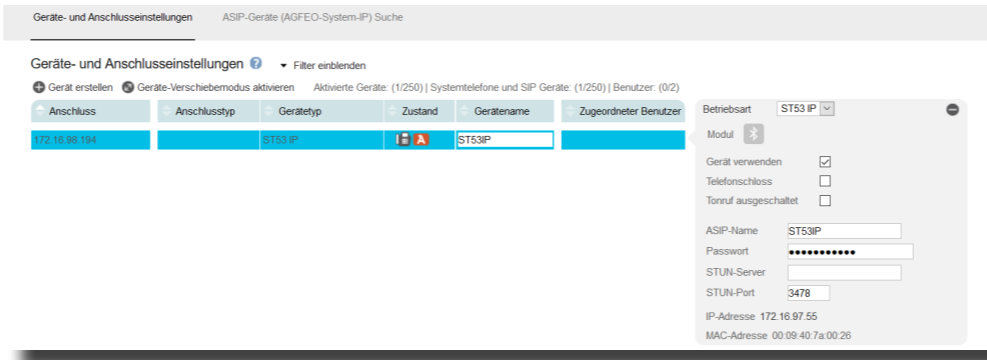 Geräte- und Anschlusseinstellungen ASIP-Geräte (AGFEO-System-IP) Suche
Geräte- und Anschlusseinstellungen ? Filter einblenden
Gerät erstellen Geräte-Verschiebemodus aktivieren Aktivierte Geräte: (1/250) | Systemtelefone und SIP Geräte: (1/250) | Benutzer: (0/2)
Anschluss Anschlusstyp Gerätetyp Zustand Gerätename Zugeordneter Benutzer
172.16.98.194 ST53 IP A ST53IP
Betriebsart ST53 IP
Modul
Gerät verwenden
Telefonschloss
Tonruf ausgeschaltet
ASIP-Name ST53IP
Passwort •••••••••••
STUN-Server
STUN-Port 3478
IP-Adresse 172.16.97.55
MAC-Adresse 00:09:40:7a:00:26